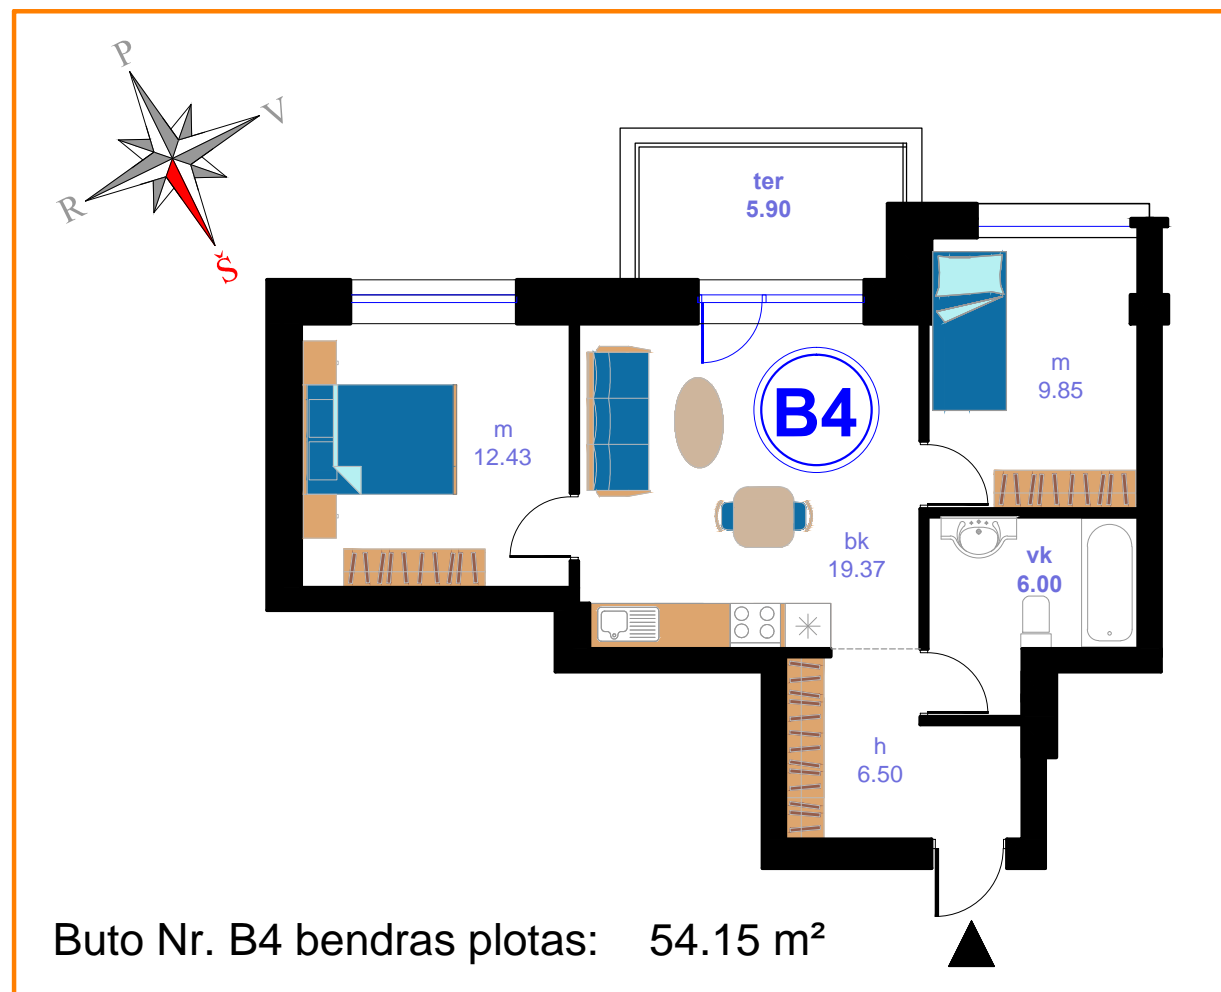 P
V
R
Š
ter
5.90
m
9.85
B4
m
12.43
bk
19.37
vk
6.00
h
6.50
Buto Nr. B4 bendras plotas: 54.15 m²